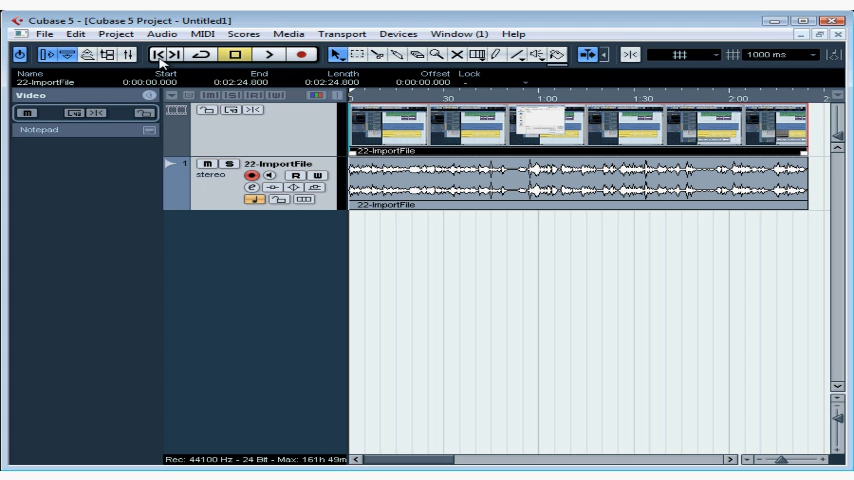 Cubase 5 - [Cubase 5 Project - Untitled1]
File Edit Project Audio MIDI Scores Media Transport Devices Window (1) Help
1000 ms
Name Start End Length Offset Lock
22-ImportFile 0:00:00.000 0:02:24.800 0:02:24.800 0:00:00.000 -
Video
m
Notepad
30 1:00 1:30 2:00
22-ImportFile
1 m S 22-ImportFile
stereo
R W
e
22-ImportFile
Rec: 44100 Hz - 24 Bit - Max: 161h 49m